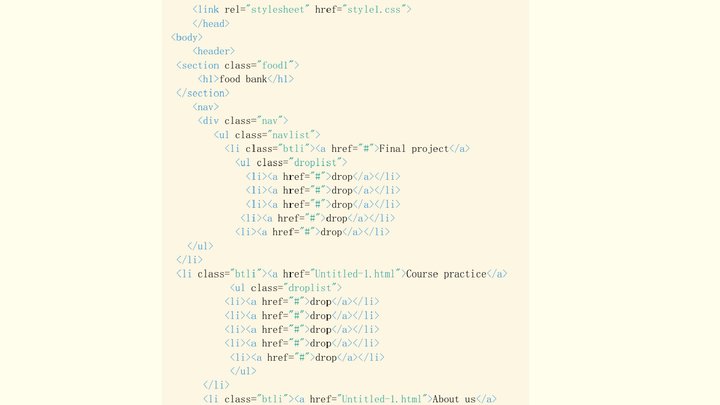 <link rel="stylesheet" href="style1.css">
</head>
<body>
<header>
<section class="food1">
<h1>food bank</h1>
</section>
<nav>
<div class="nav">
<ul class="navlist">
<li class="btli"><a href="#">Final project</a>
<ul class="droplist">
<li><a href="#">drop</a></li>
<li><a href="#">drop</a></li>
<li><a href="#">drop</a></li>
<li><a href="#">drop</a></li>
<li><a href="#">drop</a></li>
</ul>
</li>
<li class="btli"><a href="Untitled-1.html">Course practice</a>
<ul class="droplist">
<li><a href="#">drop</a></li>
<li><a href="#">drop</a></li>
<li><a href="#">drop</a></li>
<li><a href="#">drop</a></li>
<li><a href="#">drop</a></li>
</ul>
</li>
<li class="btli"><a href="Untitled-1.html">About us</a>